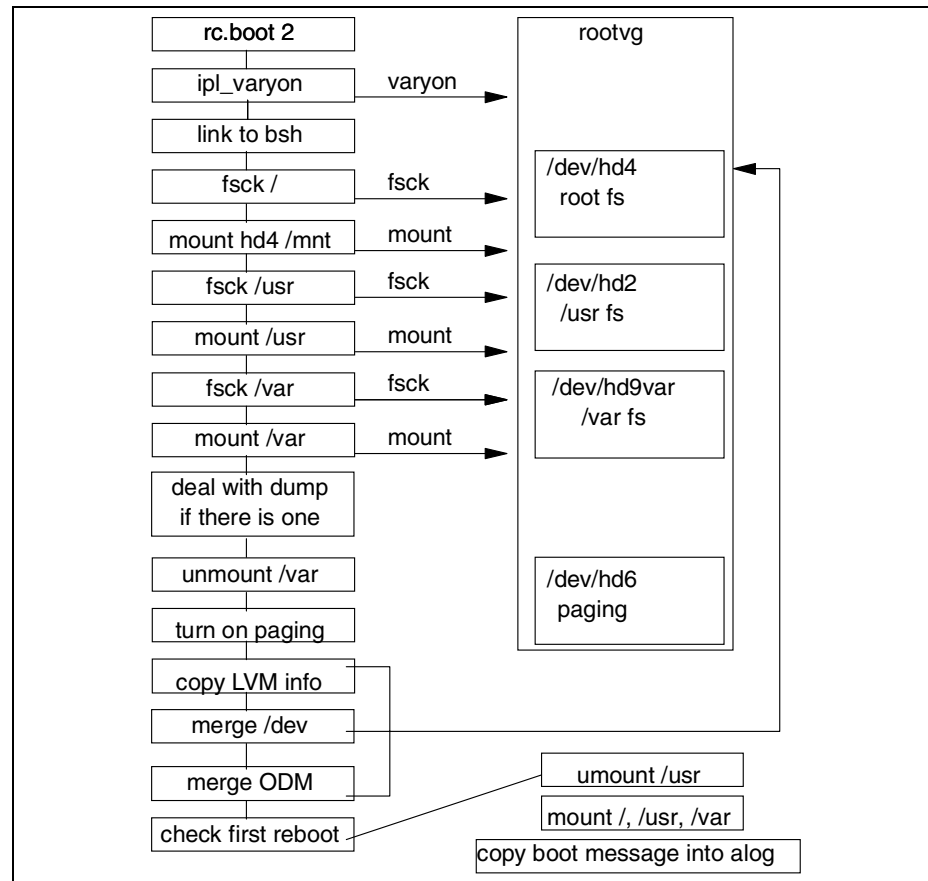 rc.boot 2
rootvg
ipl_varyon
varyon
link to bsh
/dev/hd4
root fs
fsck /
fsck
mount hd4 /mnt
mount
fsck /usr
fsck
/dev/hd2
/usr fs
mount /usr
mount
fsck /var
fsck
/dev/hd9var
/var fs
mount /var
mount
deal with dump
if there is one
unmount /var
/dev/hd6
paging
turn on paging
copy LVM info
merge /dev
merge ODM
umount /usr
check first reboot
mount /, /usr, /var
copy boot message into alog